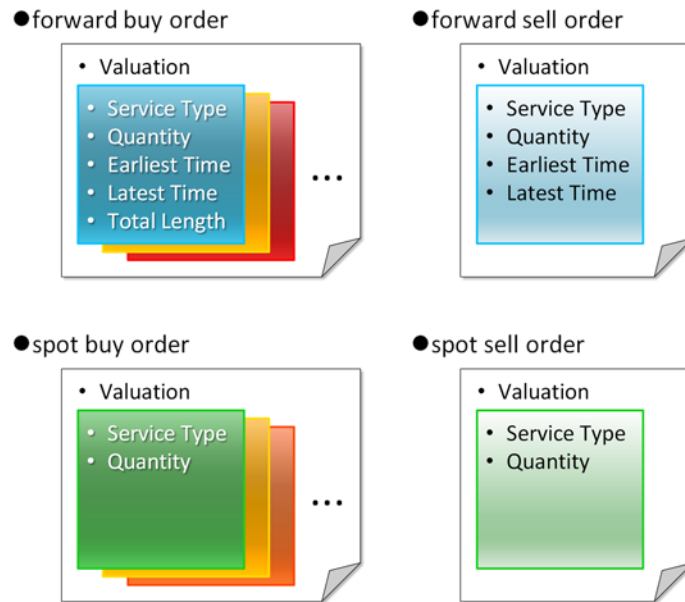 ●forward buy order
• Valuation
• Service Type
• Quantity
• Earliest Time
• Latest Time
• Total Length
...
●forward sell order
• Valuation
• Service Type
• Quantity
• Earliest Time
• Latest Time
●spot buy order
• Valuation
• Service Type
• Quantity
...
●spot sell order
• Valuation
• Service Type
• Quantity